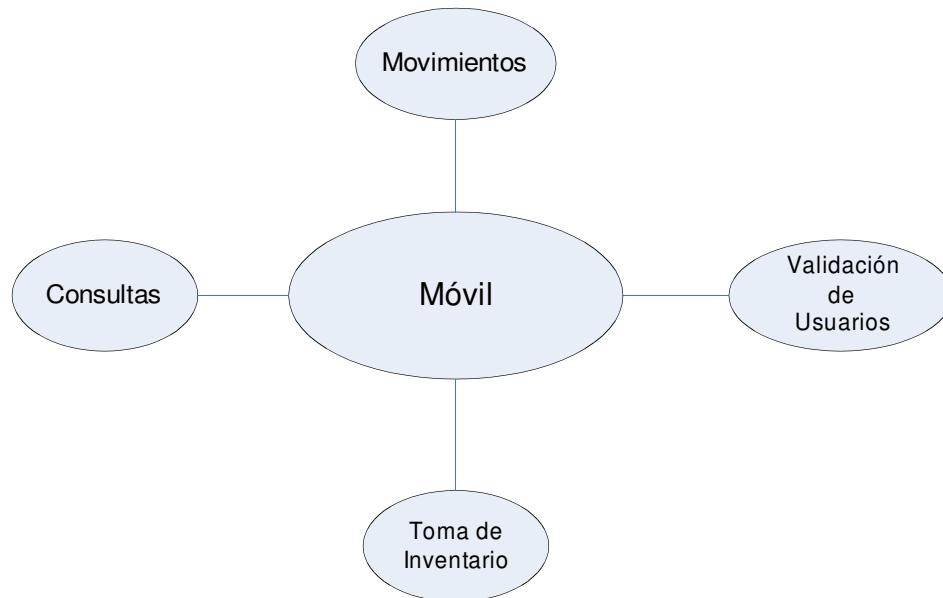 Movimientos
Consultas
Móvil
Validación
de
Usuarios
Toma de
Inventario